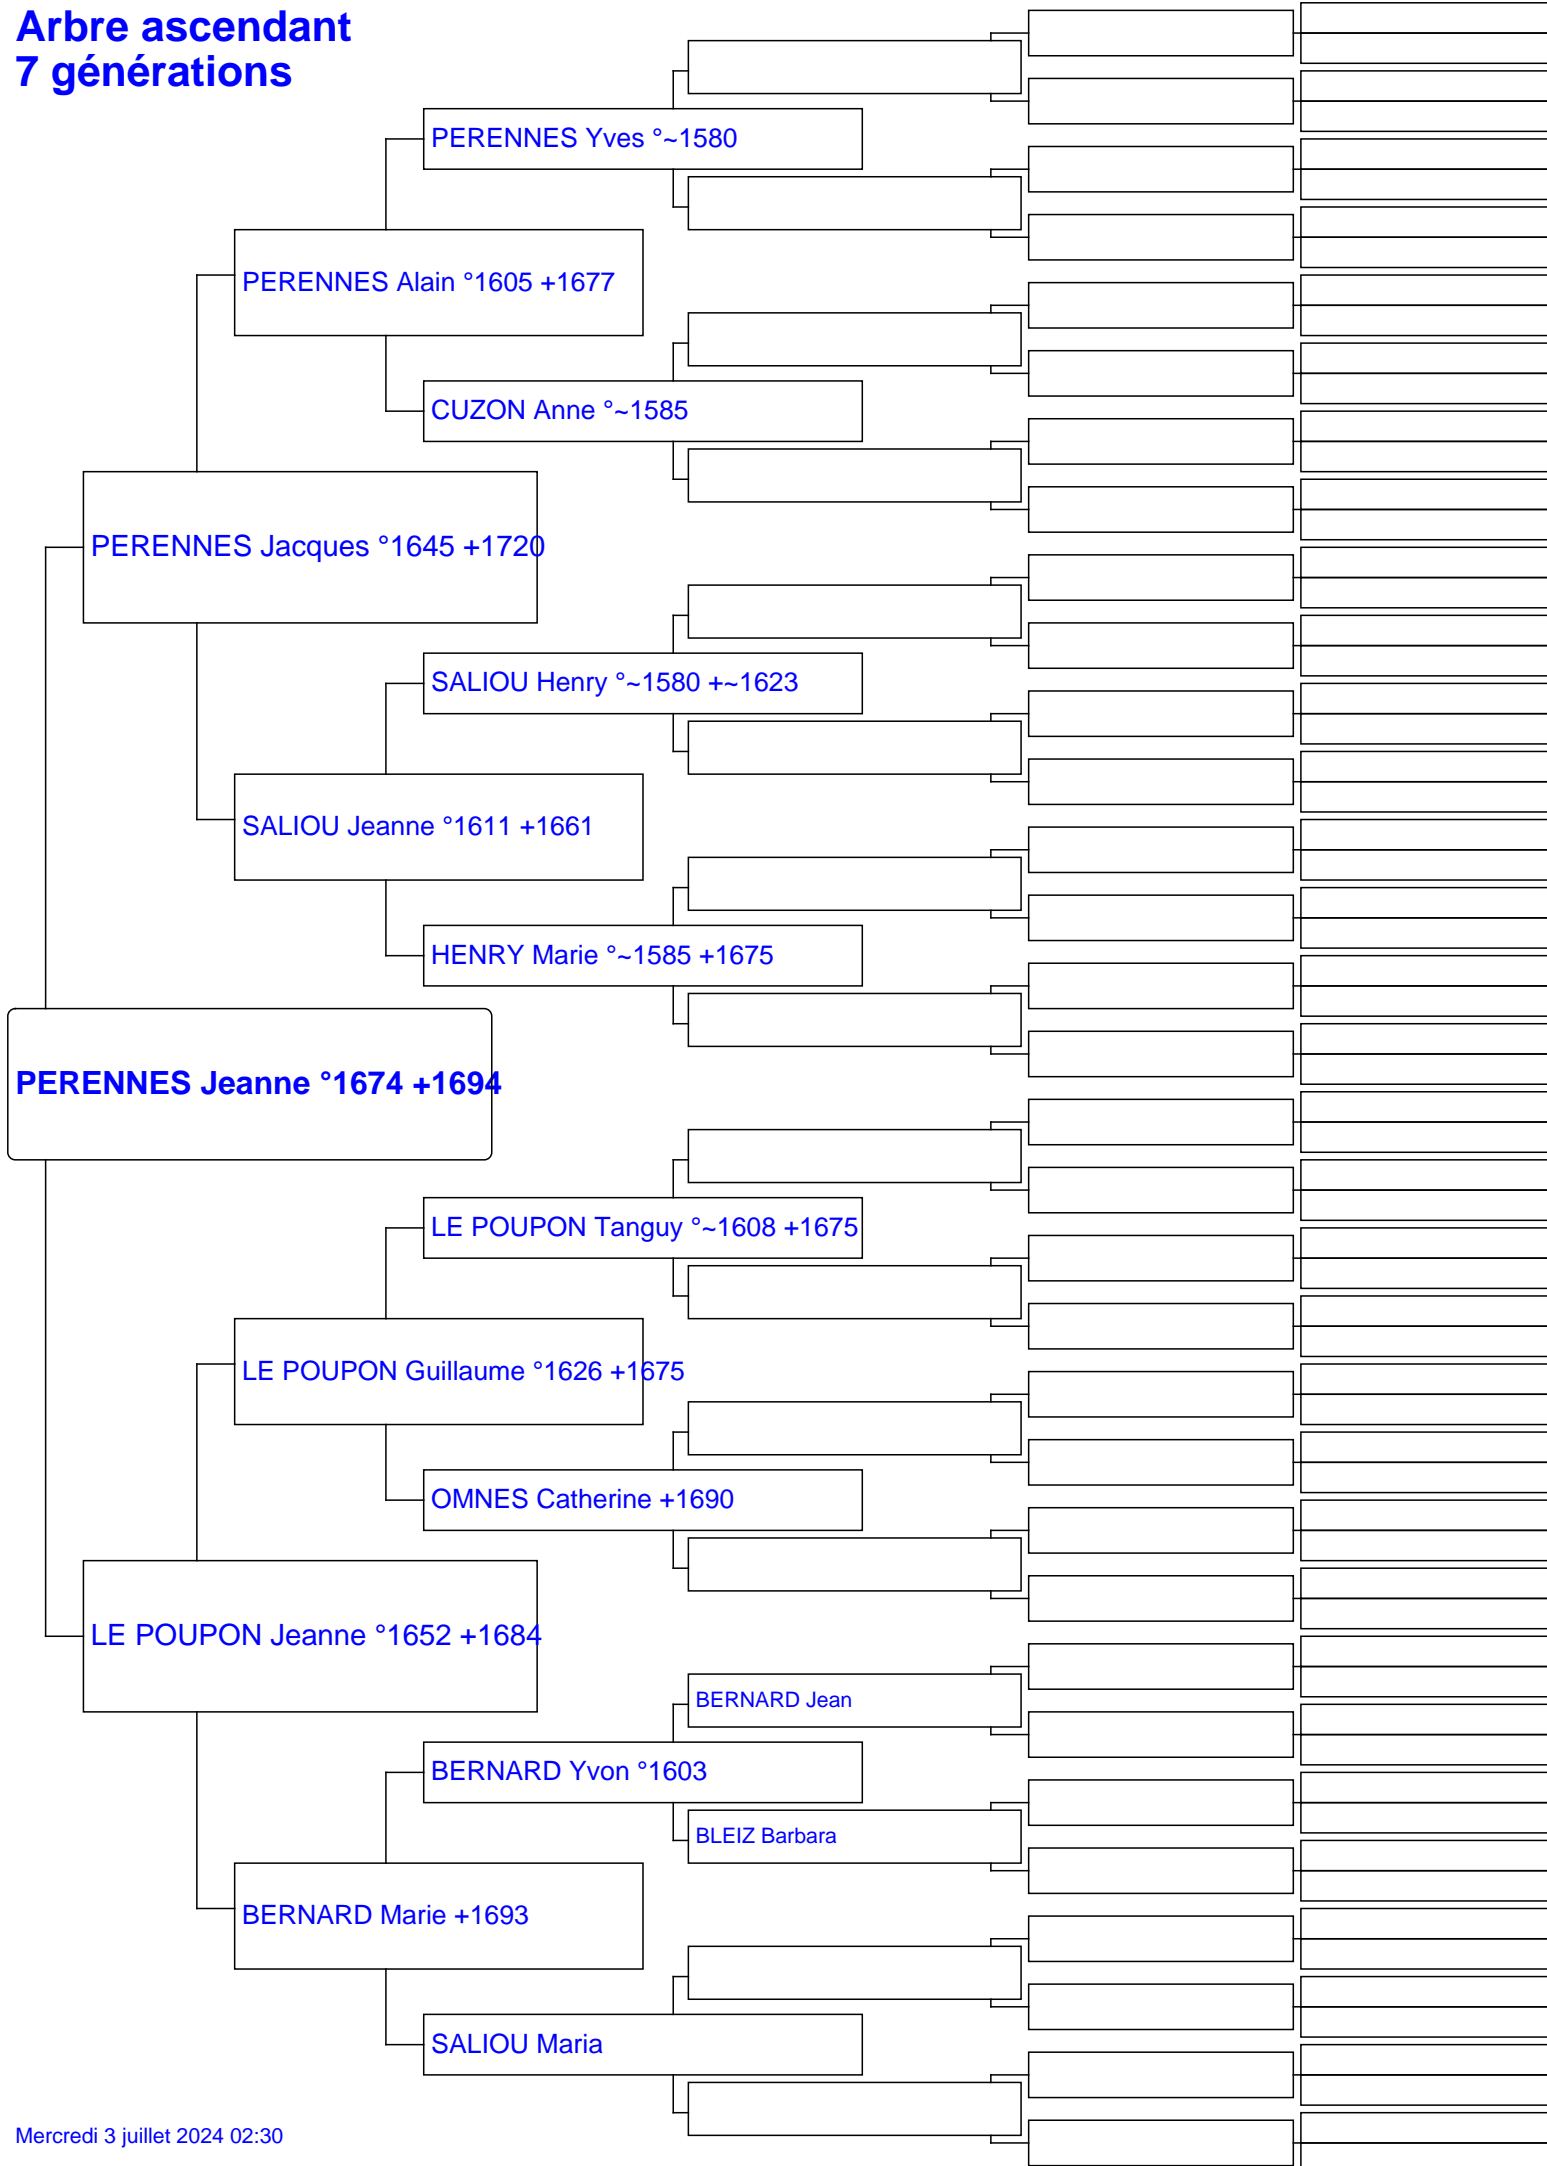 Arbre ascendant
7 générations
PERENNES Yves °~1580
PERENNES Alain °1605 +1677
CUZON Anne °~1585
PERENNES Jacques °1645 +1720
SALIOU Henry °~1580 +~1623
SALIOU Jeanne °1611 +1661
HENRY Marie °~1585 +1675
PERENNES Jeanne °1674 +1694
LE POUPON Tanguy °~1608 +1675
LE POUPON Guillaume °1626 +1675
OMNES Catherine +1690
LE POUPON Jeanne °1652 +1684
BERNARD Jean
BERNARD Yvon °1603
BLEIZ Barbara
BERNARD Marie +1693
SALIOU Maria
Mercredi 3 juillet 2024 02:30